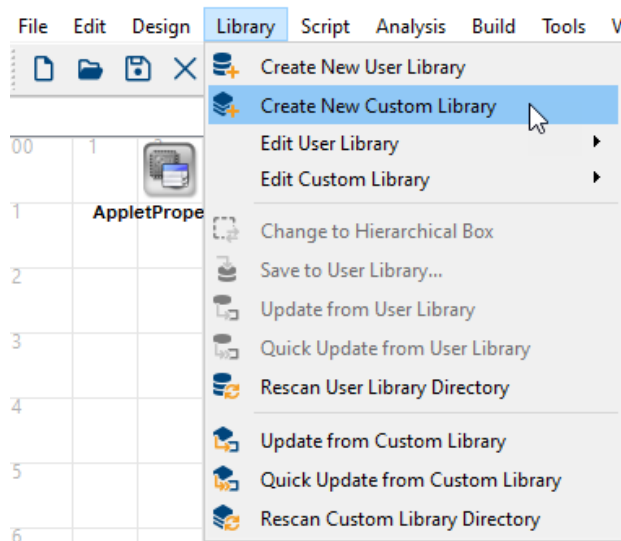 File Edit Design Library Script Analysis Build Tools
Create New User Library
Create New Custom Library
Edit User Library
Edit Custom Library
Change to Hierarchical Box
Save to User Library...
Update from User Library
Quick Update from User Library
Rescan User Library Directory
Update from Custom Library
Quick Update from Custom Library
Rescan Custom Library Directory
00 1
AppletPrope
1
2
3
4
5
6